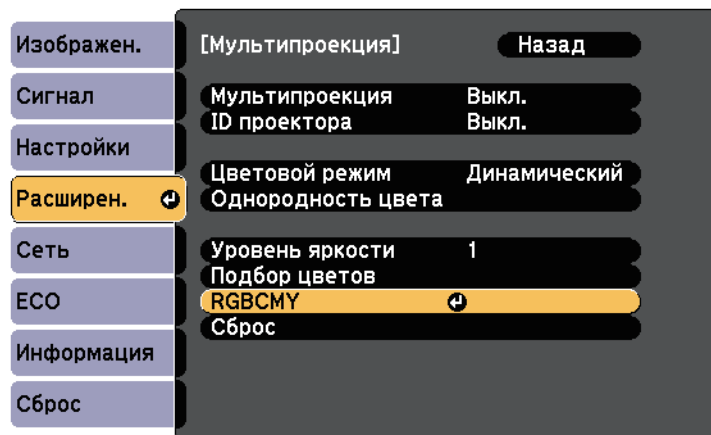 Изображен.
Сигнал
Настройки
Расширен.
Сеть
ECO
Информация
Сброс
[Мультипроекция] Назад
Мультипроекция Выкл.
ID проектора Выкл.
Цветовой режим Динамический
Однородность цвета
Уровень яркости 1
Подбор цветов
RGBCMY
Сброс